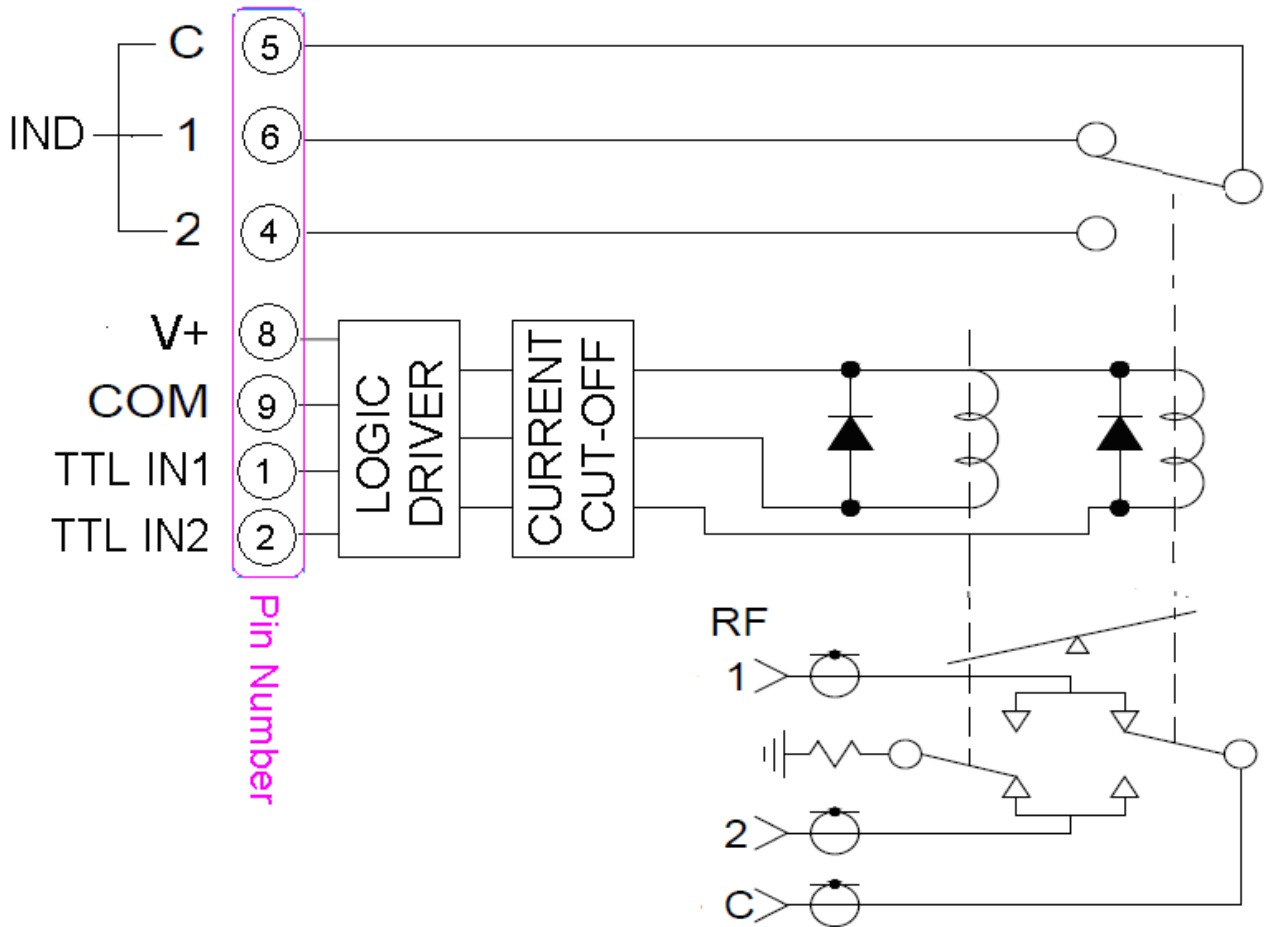 C 5
IND 1 6
2 4
V+ 8
COM 9
TTL IN1 1
TTL IN2 2
LOGIC
DRIVER
CURRENT
CUT-OFF
Pin Number
RF
1
2
C